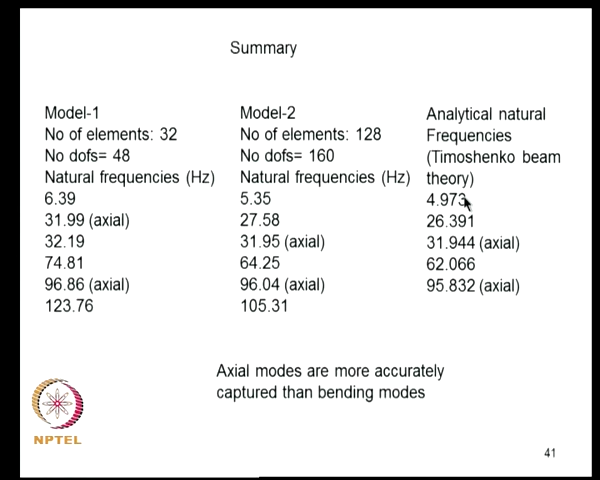 Summary
Model-1
No of elements: 32
No dofs= 48
Natural frequencies (Hz)
6.39
31.99 (axial)
32.19
74.81
96.86 (axial)
123.76
Model-2
No of elements: 128
No dofs= 160
Natural frequencies (Hz)
5.35
27.58
31.95 (axial)
64.25
96.04 (axial)
105.31
Analytical natural
Frequencies
(Timoshenko beam
theory)
4.973
26.391
31.944 (axial)
62.066
95.832 (axial)
Axial modes are more accurately
captured than bending modes
NPTEL
41